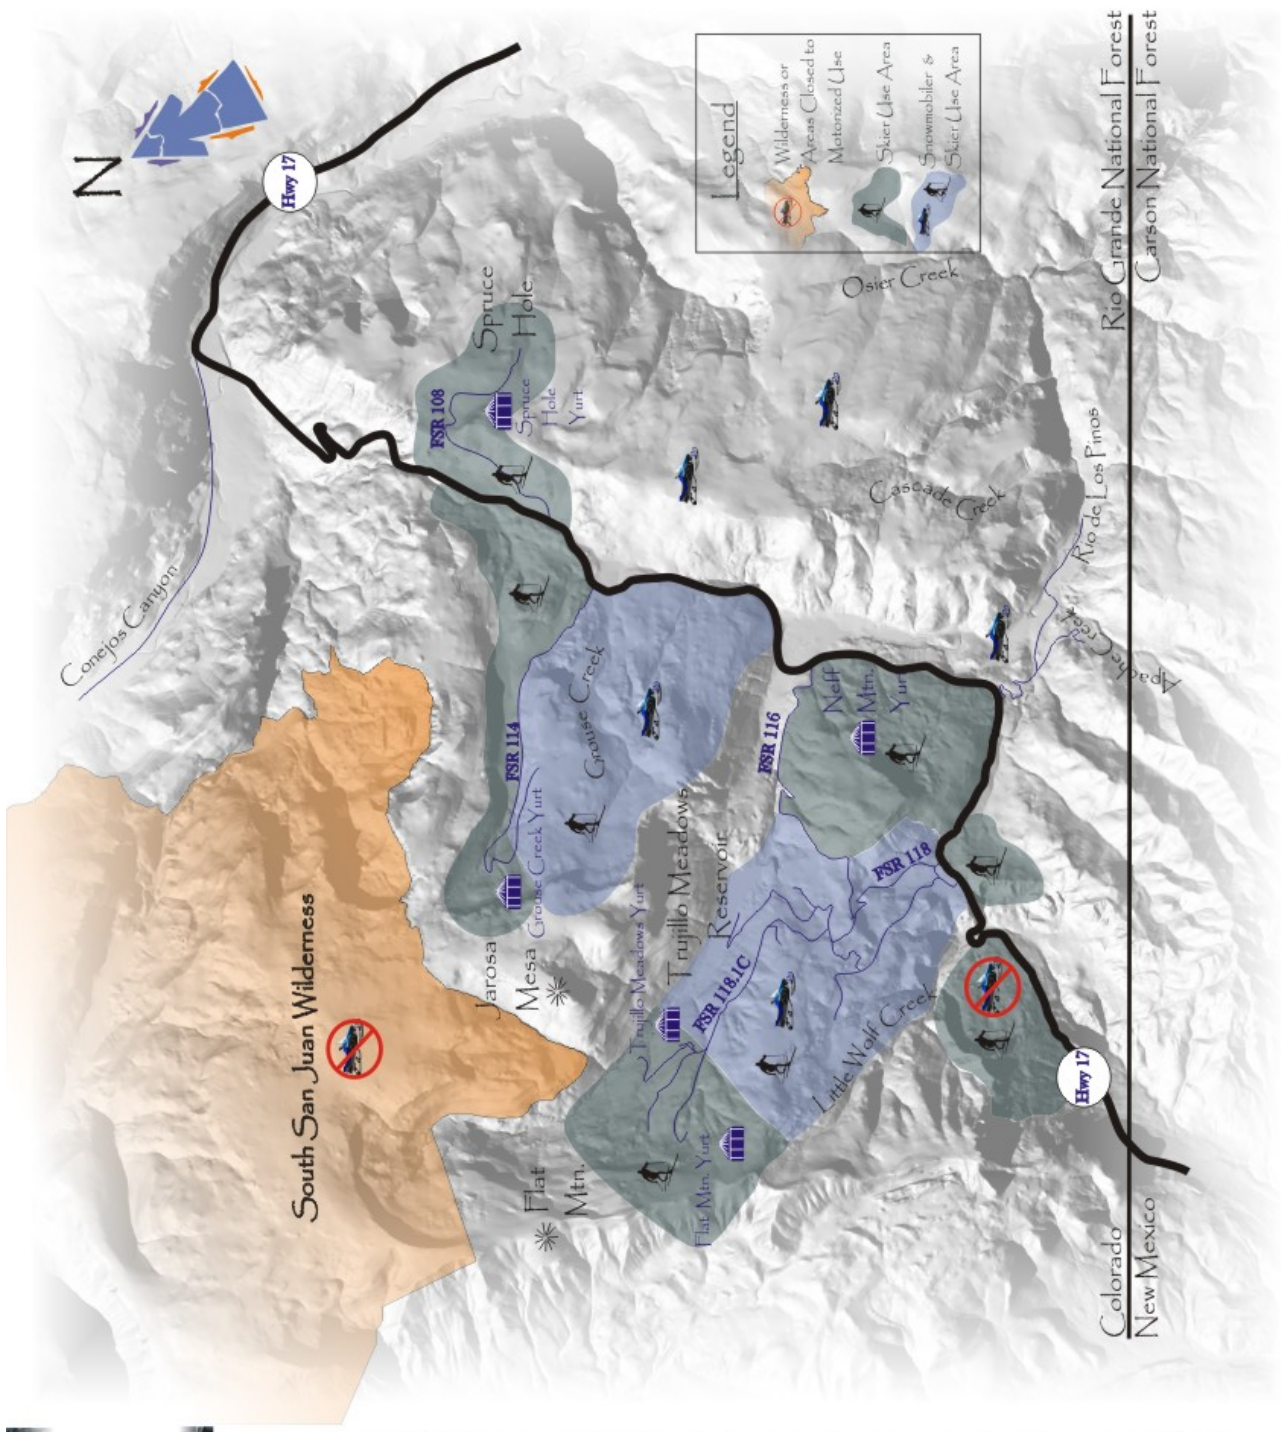 N
Hwy 17
Conejos Canyon
Legend
Wilderness or
Areas Closed to
Motorized Use
Skier Use Area
Snowmobiler &
Skier Use Area
Rio Grande National Forest
Carson National Forest
Spruce
Hole
FSR 108
Spruce
Hole
Yurt
Osier Creek
Cascade Creek
Rio de Los Pinos
Apache Creek
South San Juan Wilderness
FSR 114
Grouse Creek
Grouse Creek Yurt
Jarosa
Mesa
FSR 116
Neff
Mtn.
Yurt
Trujillo Meadows
Reservoir
Trujillo Meadows Yurt
FSR 118
FSR 118.1C
Little Wolf Creek
Flat
Mtn.
Flat Mtn. Yurt
Hwy 17
Colorado
New Mexico